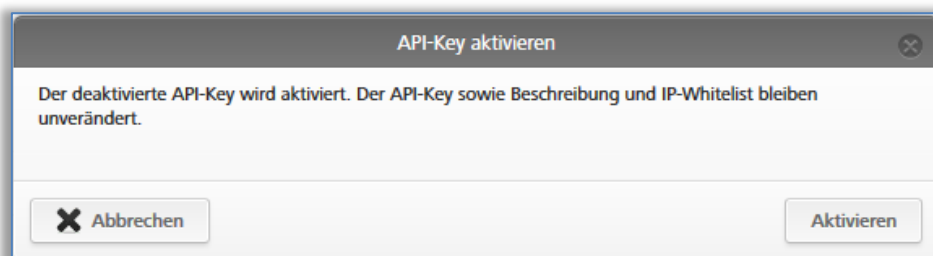 API-Key aktivieren
Der deaktivierte API-Key wird aktiviert. Der API-Key sowie Beschreibung und IP-Whitelist bleiben
unverändert.
Abbrechen
Aktivieren